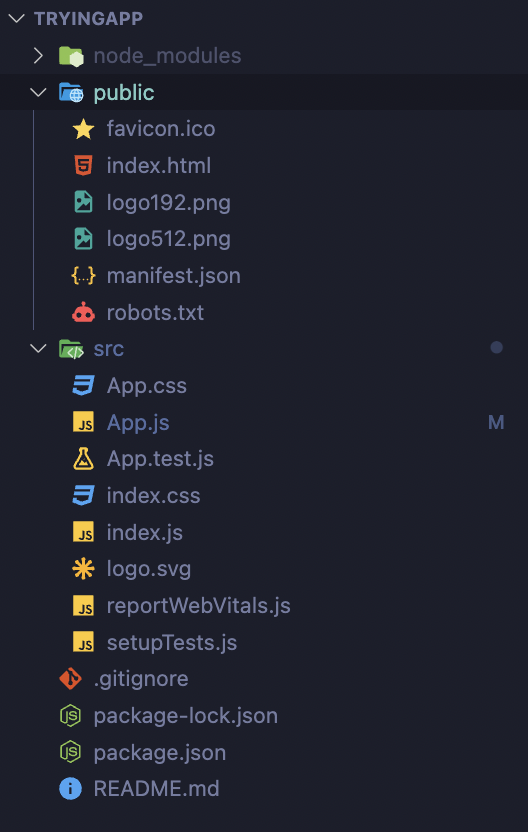 TRYINGAPP
node_modules
public
favicon.ico
index.html
logo192.png
logo512.png
manifest.json
robots.txt
src
App.css
App.js M
App.test.js
index.css
index.js
logo.svg
reportWebVitals.js
setupTests.js
.gitignore
package-lock.json
package.json
README.md